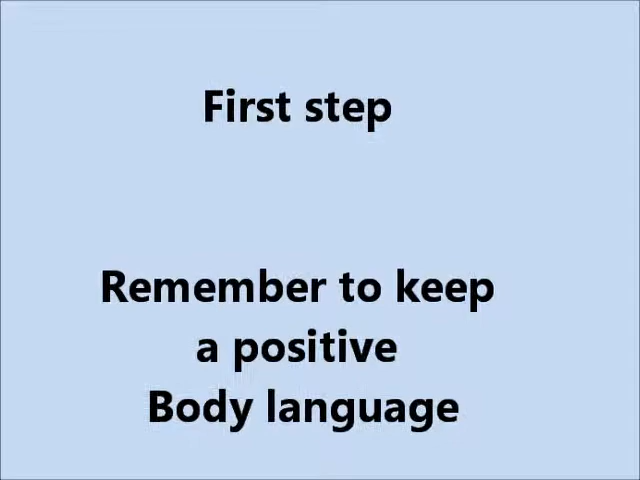 First step
Remember to keep
a positive
Body language